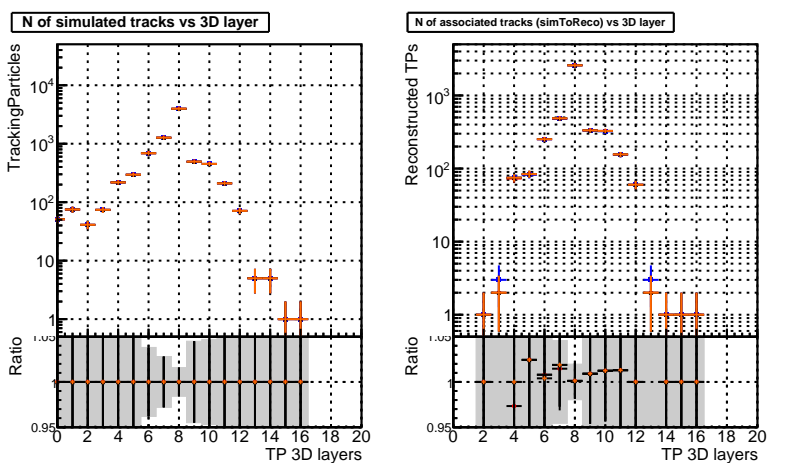 N of simulated tracks vs 3D layer
TrackingParticles
10⁴
10³
10²
10
1
Ratio
1.05
1
0.95
0 2 4 6 8 10 12 14 16 18 20
TP 3D layers
N of associated tracks (simToReco) vs 3D layer
Reconstructed TPs
10³
10²
10
1
Ratio
1.05
1
0.95
0 2 4 6 8 10 12 14 16 18 20
TP 3D layers